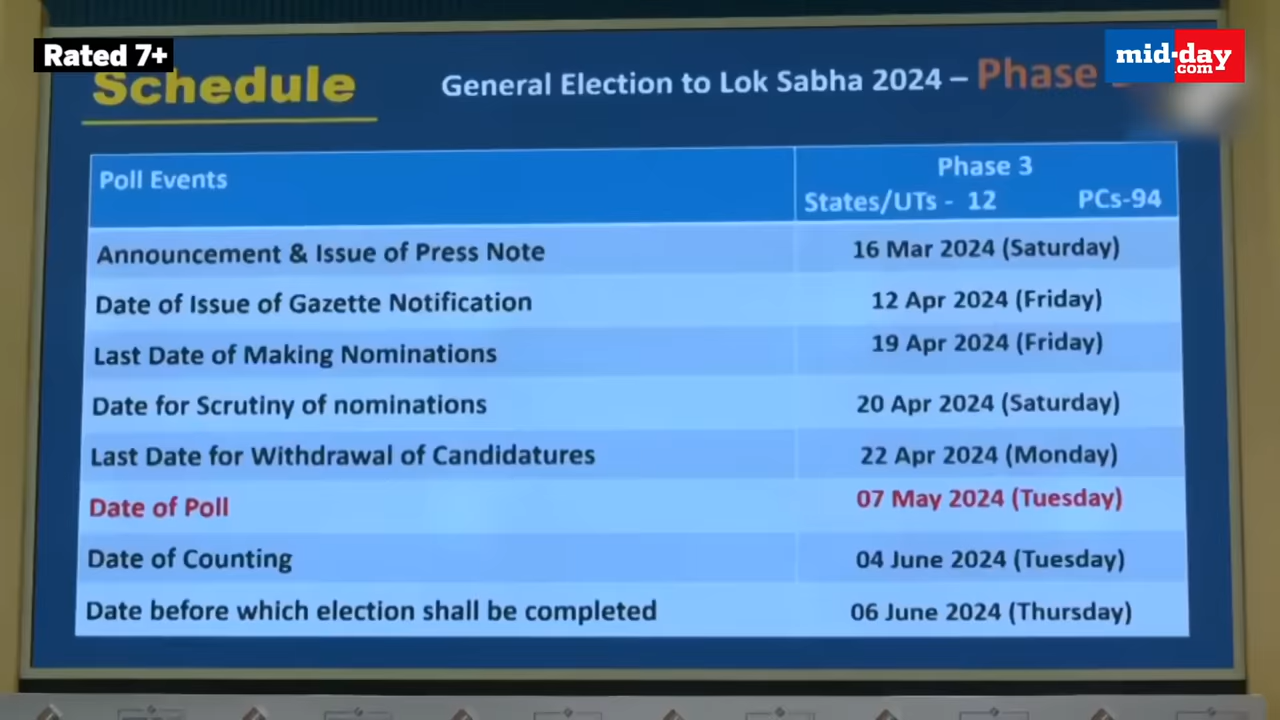 Rated 7+
mid-day
.com
Schedule
General Election to Lok Sabha 2024 – Phase
Poll Events
Phase 3
States/UTs - 12 PCs-94
Announcement & Issue of Press Note 16 Mar 2024 (Saturday)
Date of Issue of Gazette Notification 12 Apr 2024 (Friday)
Last Date of Making Nominations 19 Apr 2024 (Friday)
Date for Scrutiny of nominations 20 Apr 2024 (Saturday)
Last Date for Withdrawal of Candidatures 22 Apr 2024 (Monday)
Date of Poll 07 May 2024 (Tuesday)
Date of Counting 04 June 2024 (Tuesday)
Date before which election shall be completed 06 June 2024 (Thursday)